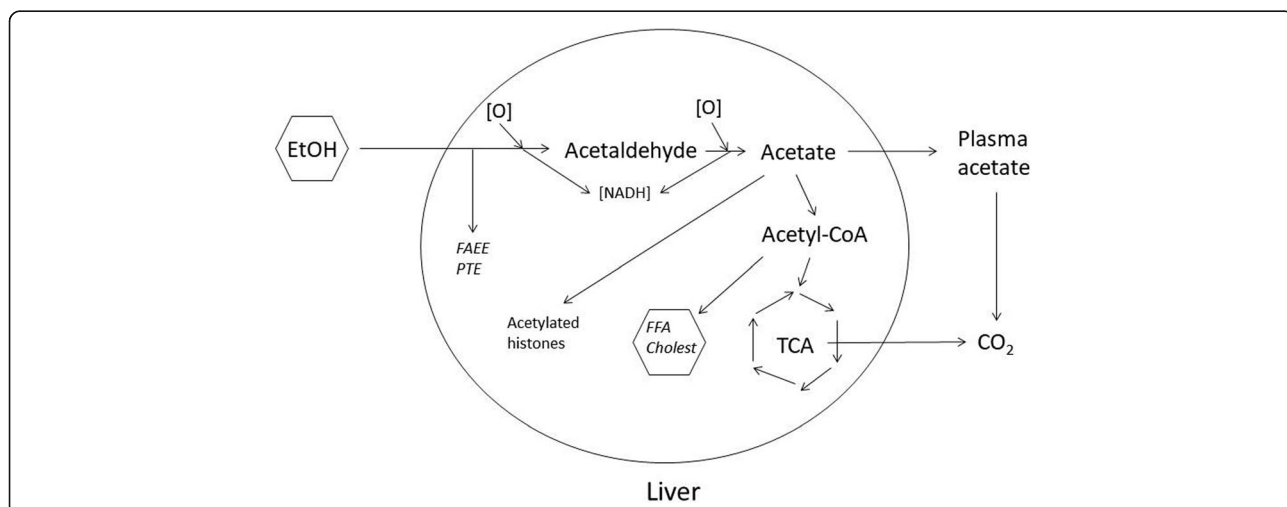 [O]
[O]
EtOH
Acetaldehyde
Acetate
Plasma
acetate
[NADH]
Acetyl-CoA
FAEE
PTE
Acetylated
histones
FFA
Cholest
TCA
CO₂
Liver